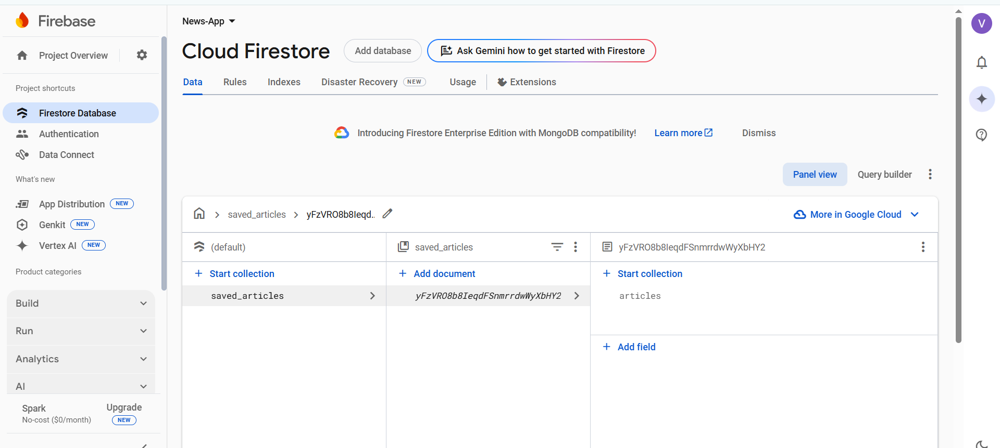 Firebase
Project Overview
Project shortcuts
Firestore Database
Authentication
Data Connect
What's new
App Distribution NEW
Genkit NEW
Vertex AI NEW
Product categories
Build
Run
Analytics
AI
Spark
No-cost ($0/month)
Upgrade
NEW
News-App
Cloud Firestore
Add database
Ask Gemini how to get started with Firestore
Data Rules Indexes Disaster Recovery NEW Usage Extensions
Introducing Firestore Enterprise Edition with MongoDB compatibility! Learn more Dismiss
Panel view Query builder
saved_articles yFzVRO8b8Ieqd.. More in Google Cloud
(default)
Start collection
saved_articles
saved_articles
Add document
yFzVRO8b8IeqdFSnmrrdwWyXbHY2
yFzVRO8b8IeqdFSnmrrdwWyXbHY2
Start collection
articles
Add field
V